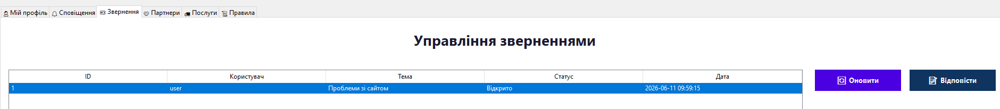 Мій профіль Сповіщення Звернення Партнери Послуги Правила
Управління зверненнями
ID Користувач Тема Статус Дата
1 user Проблеми зі сайтом Відкрито 2026-06-11 09:59:15
Оновити Відповісти